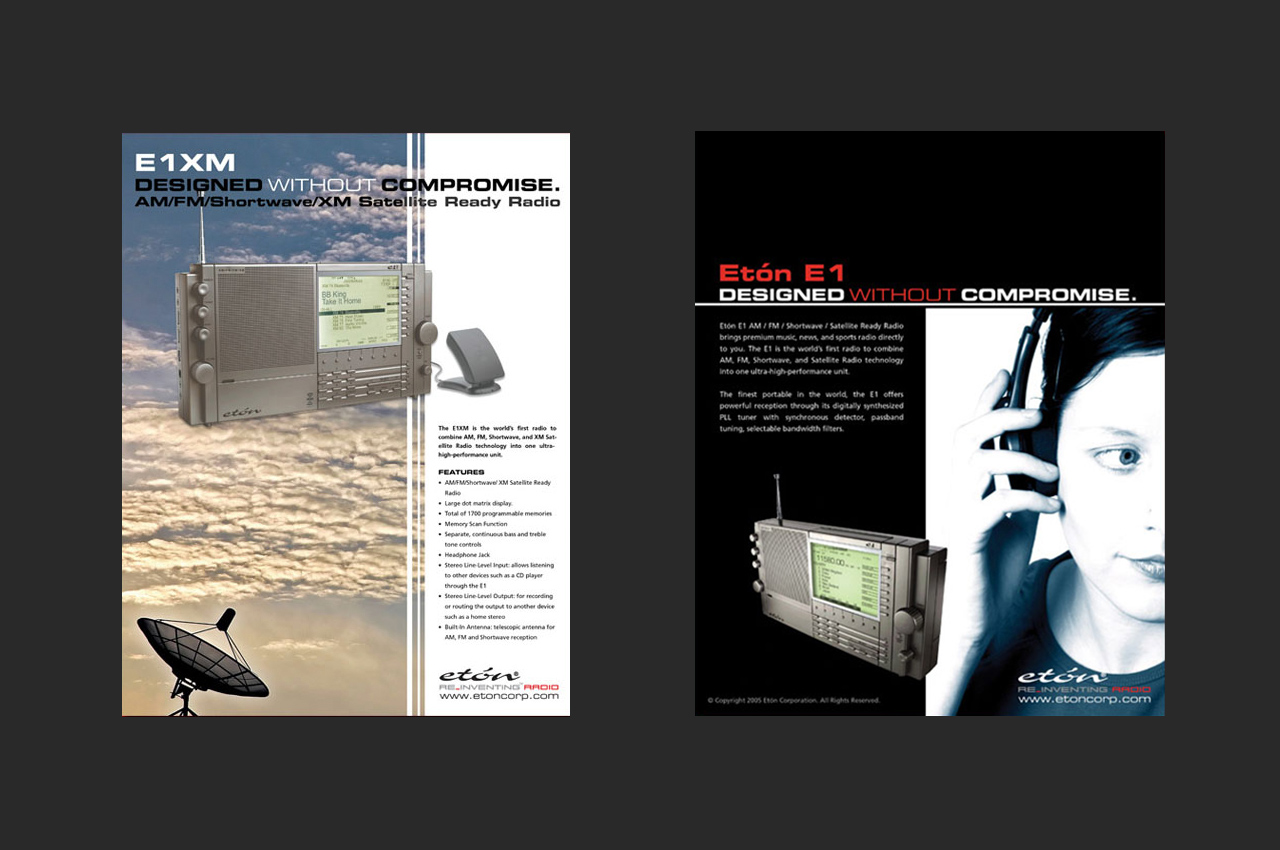 E1XM
DESIGNED WITHOUT COMPROMISE.
AM/FM/Shortwave/XM Satellite Ready Radio
BB King
Take It Home
etón
The E1XM is the world's first radio to
combine AM, FM, Shortwave, and XM Sat-
ellite Radio technology into one ultra-
high-performance unit.
FEATURES
• AM/FM/Shortwave/ XM Satellite Ready
Radio
• Large dot matrix display.
• Total of 1700 programmable memories
• Memory Scan Function
• Separate, continuous bass and treble
tone controls
• Headphone Jack
• Stereo Line-Level Input: allows listening
to other devices such as a CD player
through the E1
• Stereo Line-Level Output: for recording
or routing the output to another device
such as a home stereo
• Built-In Antenna: telescopic antenna for
AM, FM and Shortwave reception
etón
RE_INVENTING RADIO
www.etoncorp.com
Etón E1
DESIGNED WITHOUT COMPROMISE.
Etón E1 AM / FM / Shortwave / Satellite Ready Radio
brings premium music, news, and sports radio directly
to you. The E1 is the world's first radio to combine
AM, FM, Shortwave, and Satellite Radio technology
into one ultra-high-performance unit.
The finest portable in the world, the E1 offers
powerful reception through its digitally synthesized
PLL tuner with synchronous detector, passband
tuning, selectable bandwidth filters.
11580.00
© Copyright 2005 Etón Corporation. All Rights Reserved.
etón
RE_INVENTING RADIO
www.etoncorp.com